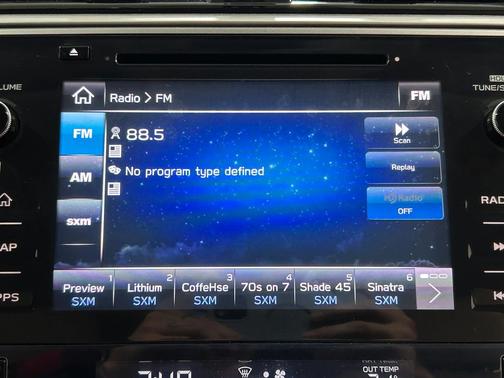 VOLUME
TUNE/S
Radio > FM
FM
FM
88.5
Scan
No program type defined
AM
Replay
HD Radio
OFF
sxm
RAD
AP
PPS
1
Preview
SXM
2
Lithium
SXM
3
CoffeHse
SXM
4
70s on 7
SXM
5
Shade 45
SXM
6
Sinatra
SXM
OUT TEMP